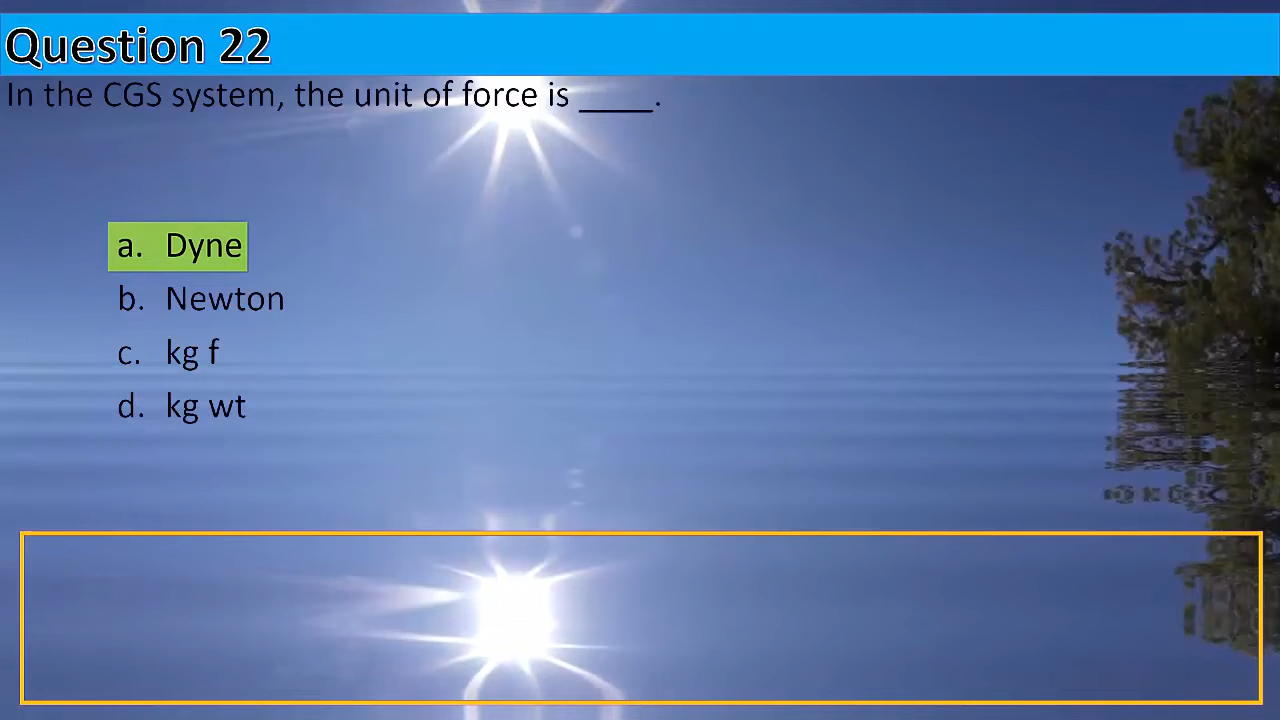 Question 22
In the CGS system, the unit of force is ____.
a. Dyne
b. Newton
c. kg f
d. kg wt